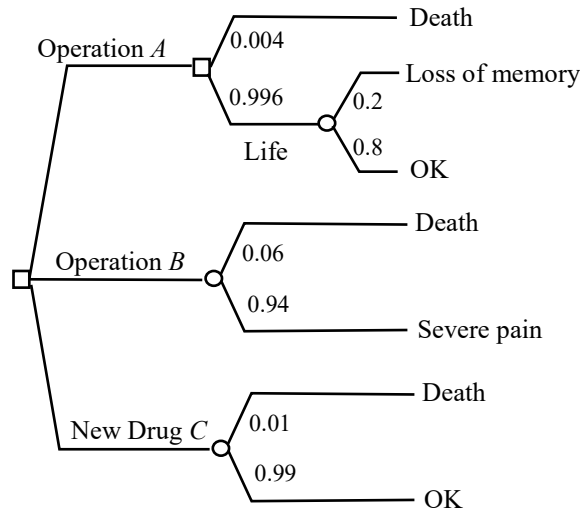 Death
Operation A
0.004
Loss of memory
0.996
0.2
Life
0.8
OK
Death
Operation B
0.06
0.94
Severe pain
Death
New Drug C
0.01
0.99
OK